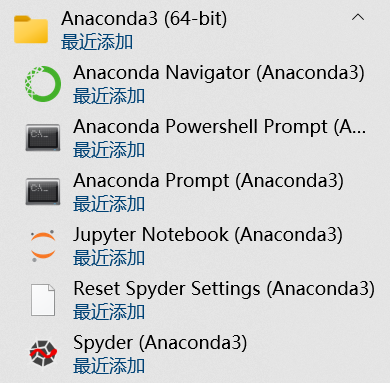 Anaconda3 (64-bit)
最近添加
Anaconda Navigator (Anaconda3)
最近添加
Anaconda Powershell Prompt (A...
最近添加
Anaconda Prompt (Anaconda3)
最近添加
Jupyter Notebook (Anaconda3)
最近添加
Reset Spyder Settings (Anaconda3)
最近添加
Spyder (Anaconda3)
最近添加